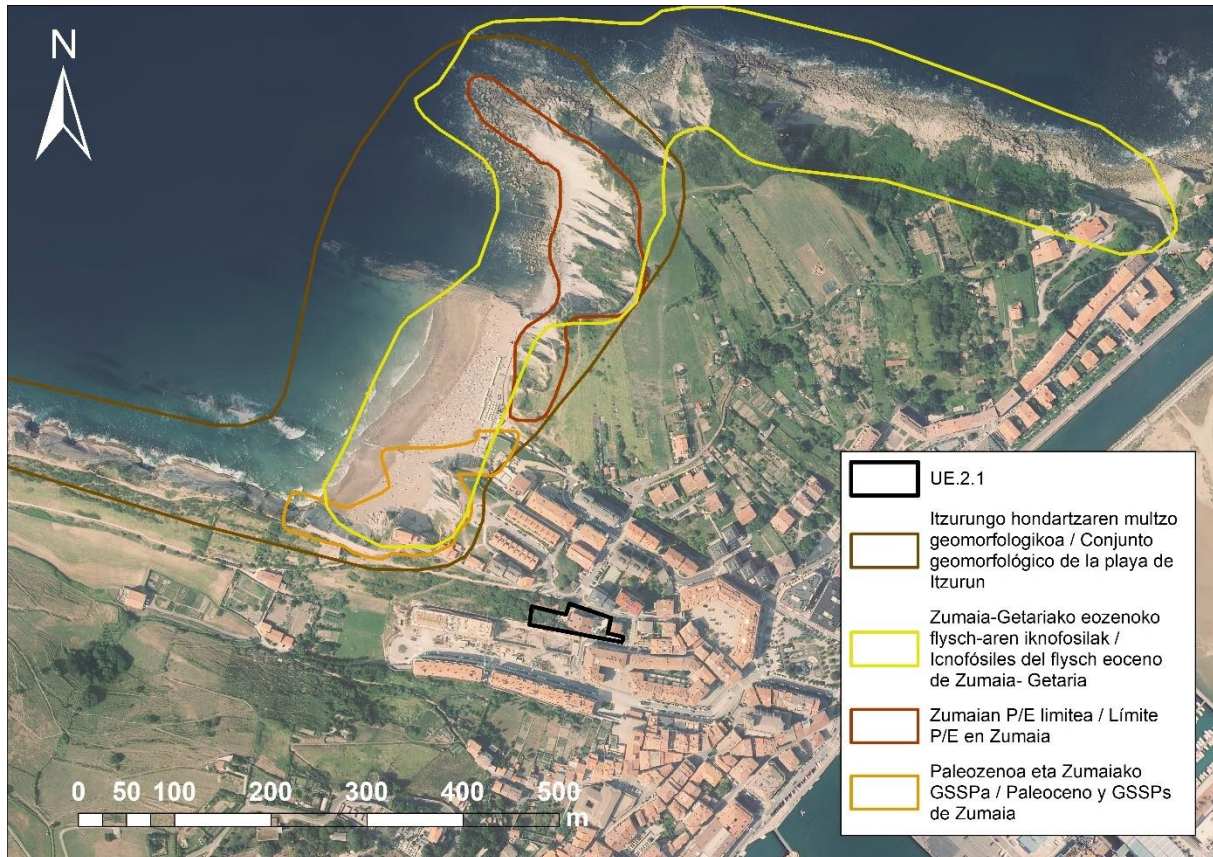 N
UE.2.1
Itzurungo hondartzaren multzo
geomorfologikoa / Conjunto
geomorfológico de la playa de
Itzurun
Zumaia-Getariako eozenoko
flysch-aren iknofosilak /
Icnofósiles del flysch eoceno
de Zumaia- Getaria
Zumaian P/E limitea / Límite
P/E en Zumaia
Paleozenoa eta Zumaiako
GSSPa / Paleoceno y GSSPs
de Zumaia
0 50 100 200 300 400 500
m